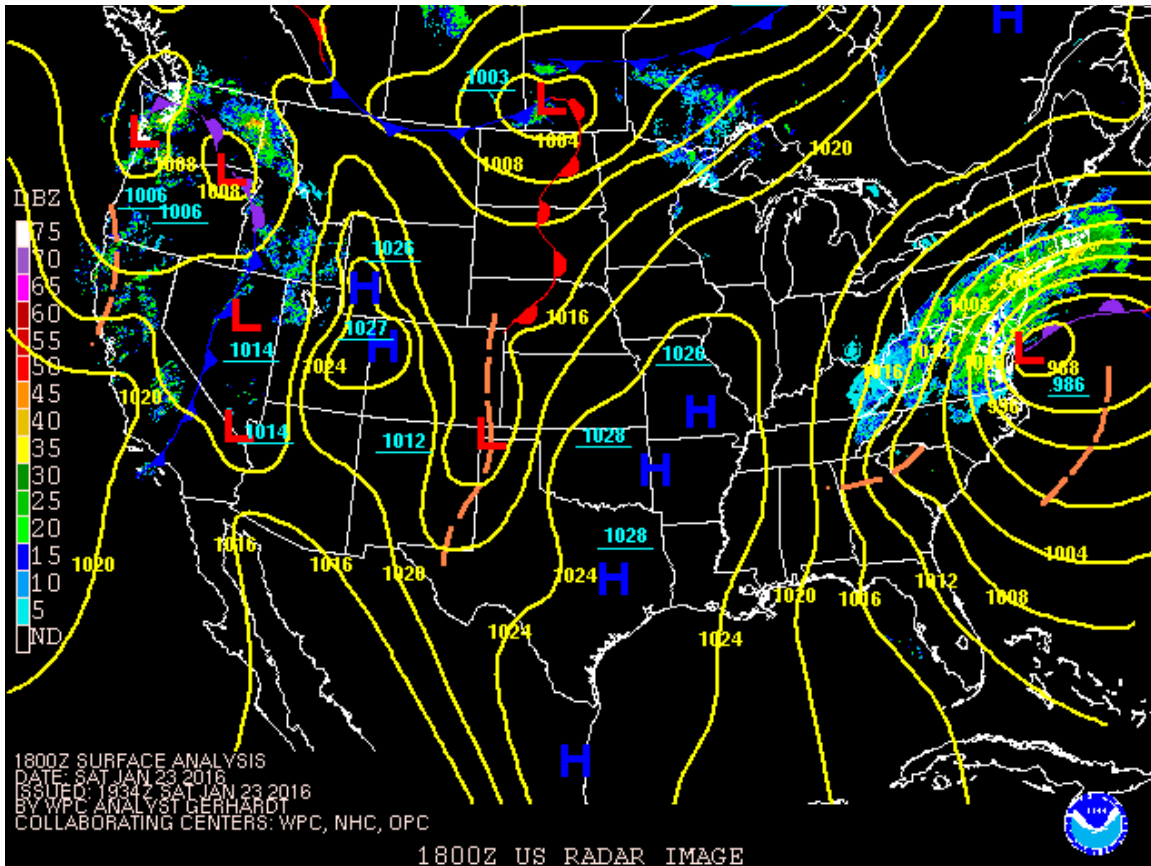 H
1003
L
1004
1008
1020
L
1008
L
1008
1006
1006
DBZ
75
70
65
60
55
50
45
40
35
30
25
20
15
10
5
ND
1026
H
1027
H
1024
L
1014
L
1014
1020
1012
L
1016
1026
H
1028
H
1028
H
1008
1012
1016
L
988
986
996
1020
1016
1016
1020
1024
1024
1024
1020
1016
1012
1008
1004
H
1800Z SURFACE ANALYSIS
DATE: SAT JAN 23 2016
ISSUED: 1934Z SAT JAN 23 2016
BY WPC ANALYST GERHARDT
COLLABORATING CENTERS: WPC, NHC, OPC
1800Z US RADAR IMAGE